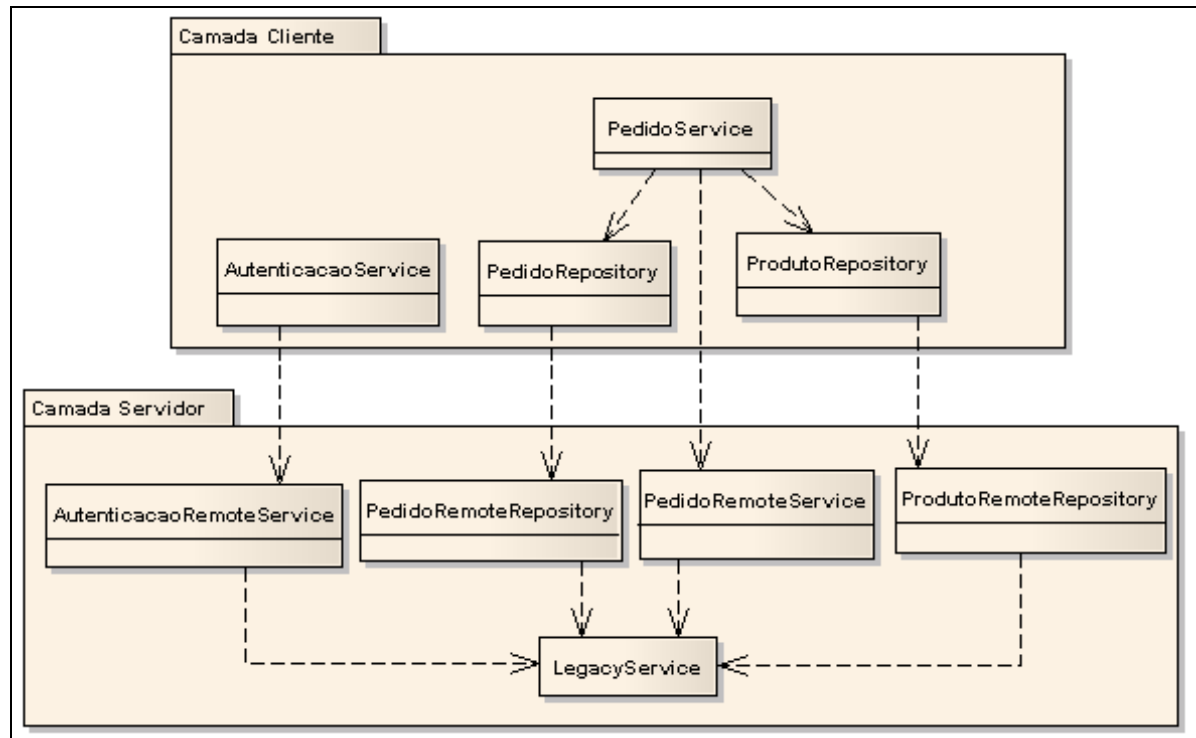 Camada Cliente
PedidoService
AutenticacaoService
PedidoRepository
ProdutoRepository
Camada Servidor
AutenticacaoRemoteService
PedidoRemoteRepository
PedidoRemoteService
ProdutoRemoteRepository
LegacyService